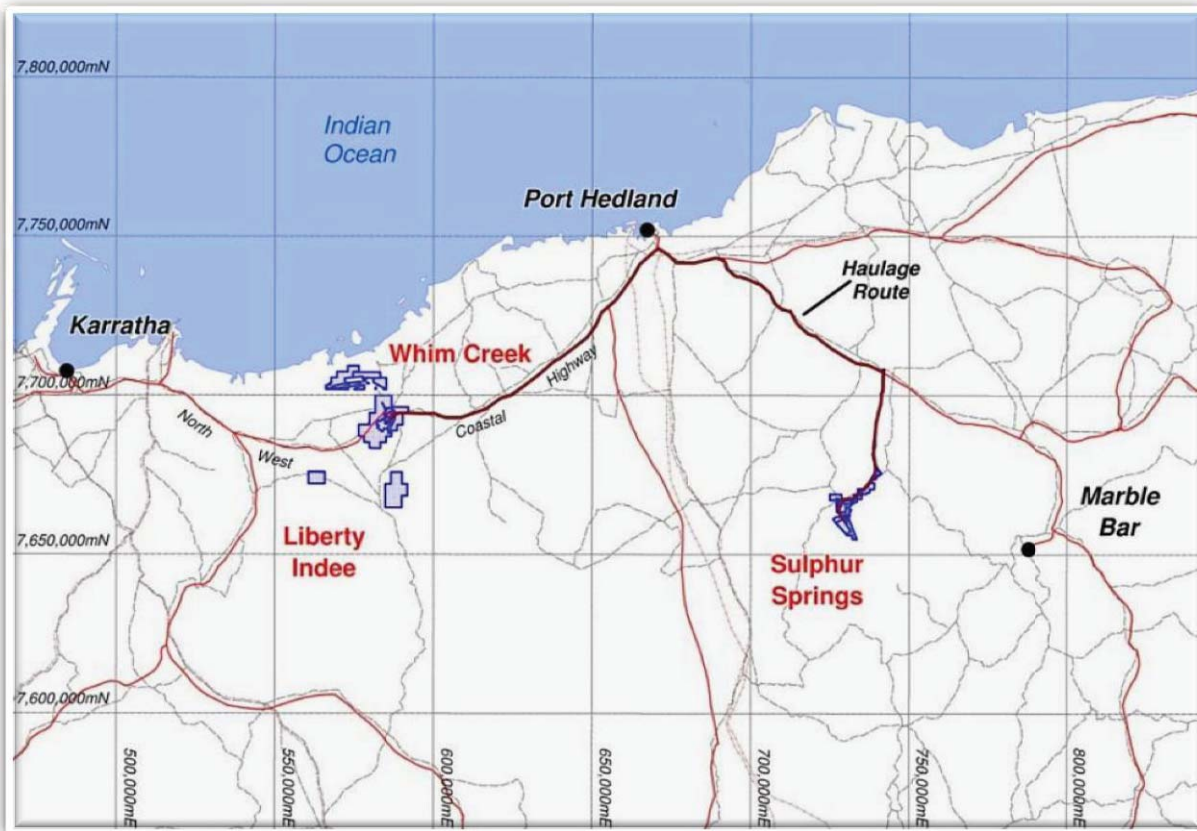 7,800,000mN
Indian
Ocean
Port Hedland
7,750,000mN
Haulage
Route
Karratha
Whim Creek
7,700,000mN
North
West
Coastal
Highway
Marble
Bar
Liberty
Indee
7,650,000mN
Sulphur
Springs
7,600,000mN
500,000mE
550,000mE
600,000mE
650,000mE
700,000mE
750,000mE
800,000mE